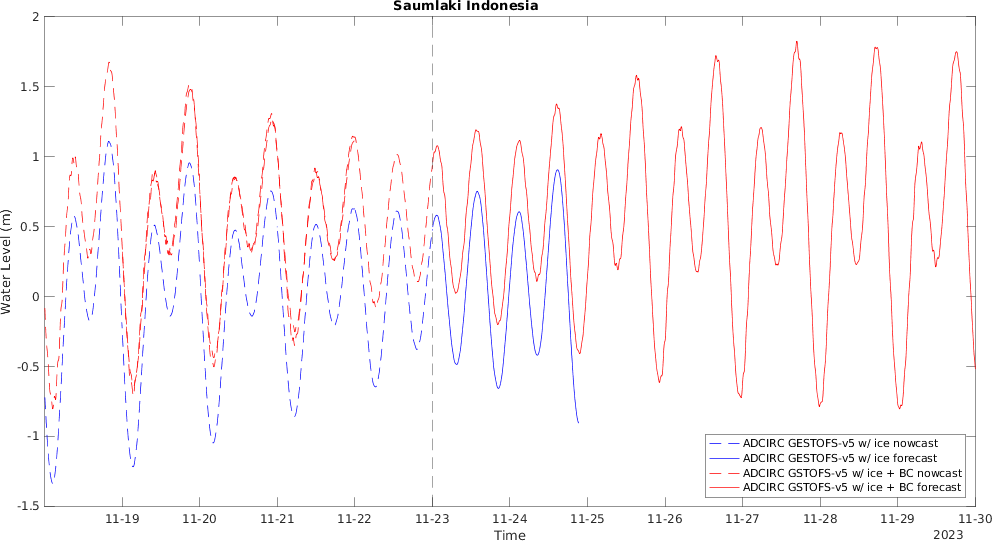 Saumlaki Indonesia
2
1.5
1
0.5
0
-0.5
-1
-1.5
Water Level (m)
ADCIRC GESTOFS-v5 w/ ice nowcast
ADCIRC GESTOFS-v5 w/ ice forecast
ADCIRC GSTOFS-v5 w/ ice + BC nowcast
ADCIRC GSTOFS-v5 w/ ice + BC forecast
11-19 11-20 11-21 11-22 11-23 11-24 11-25 11-26 11-27 11-28 11-29 11-30
Time
2023